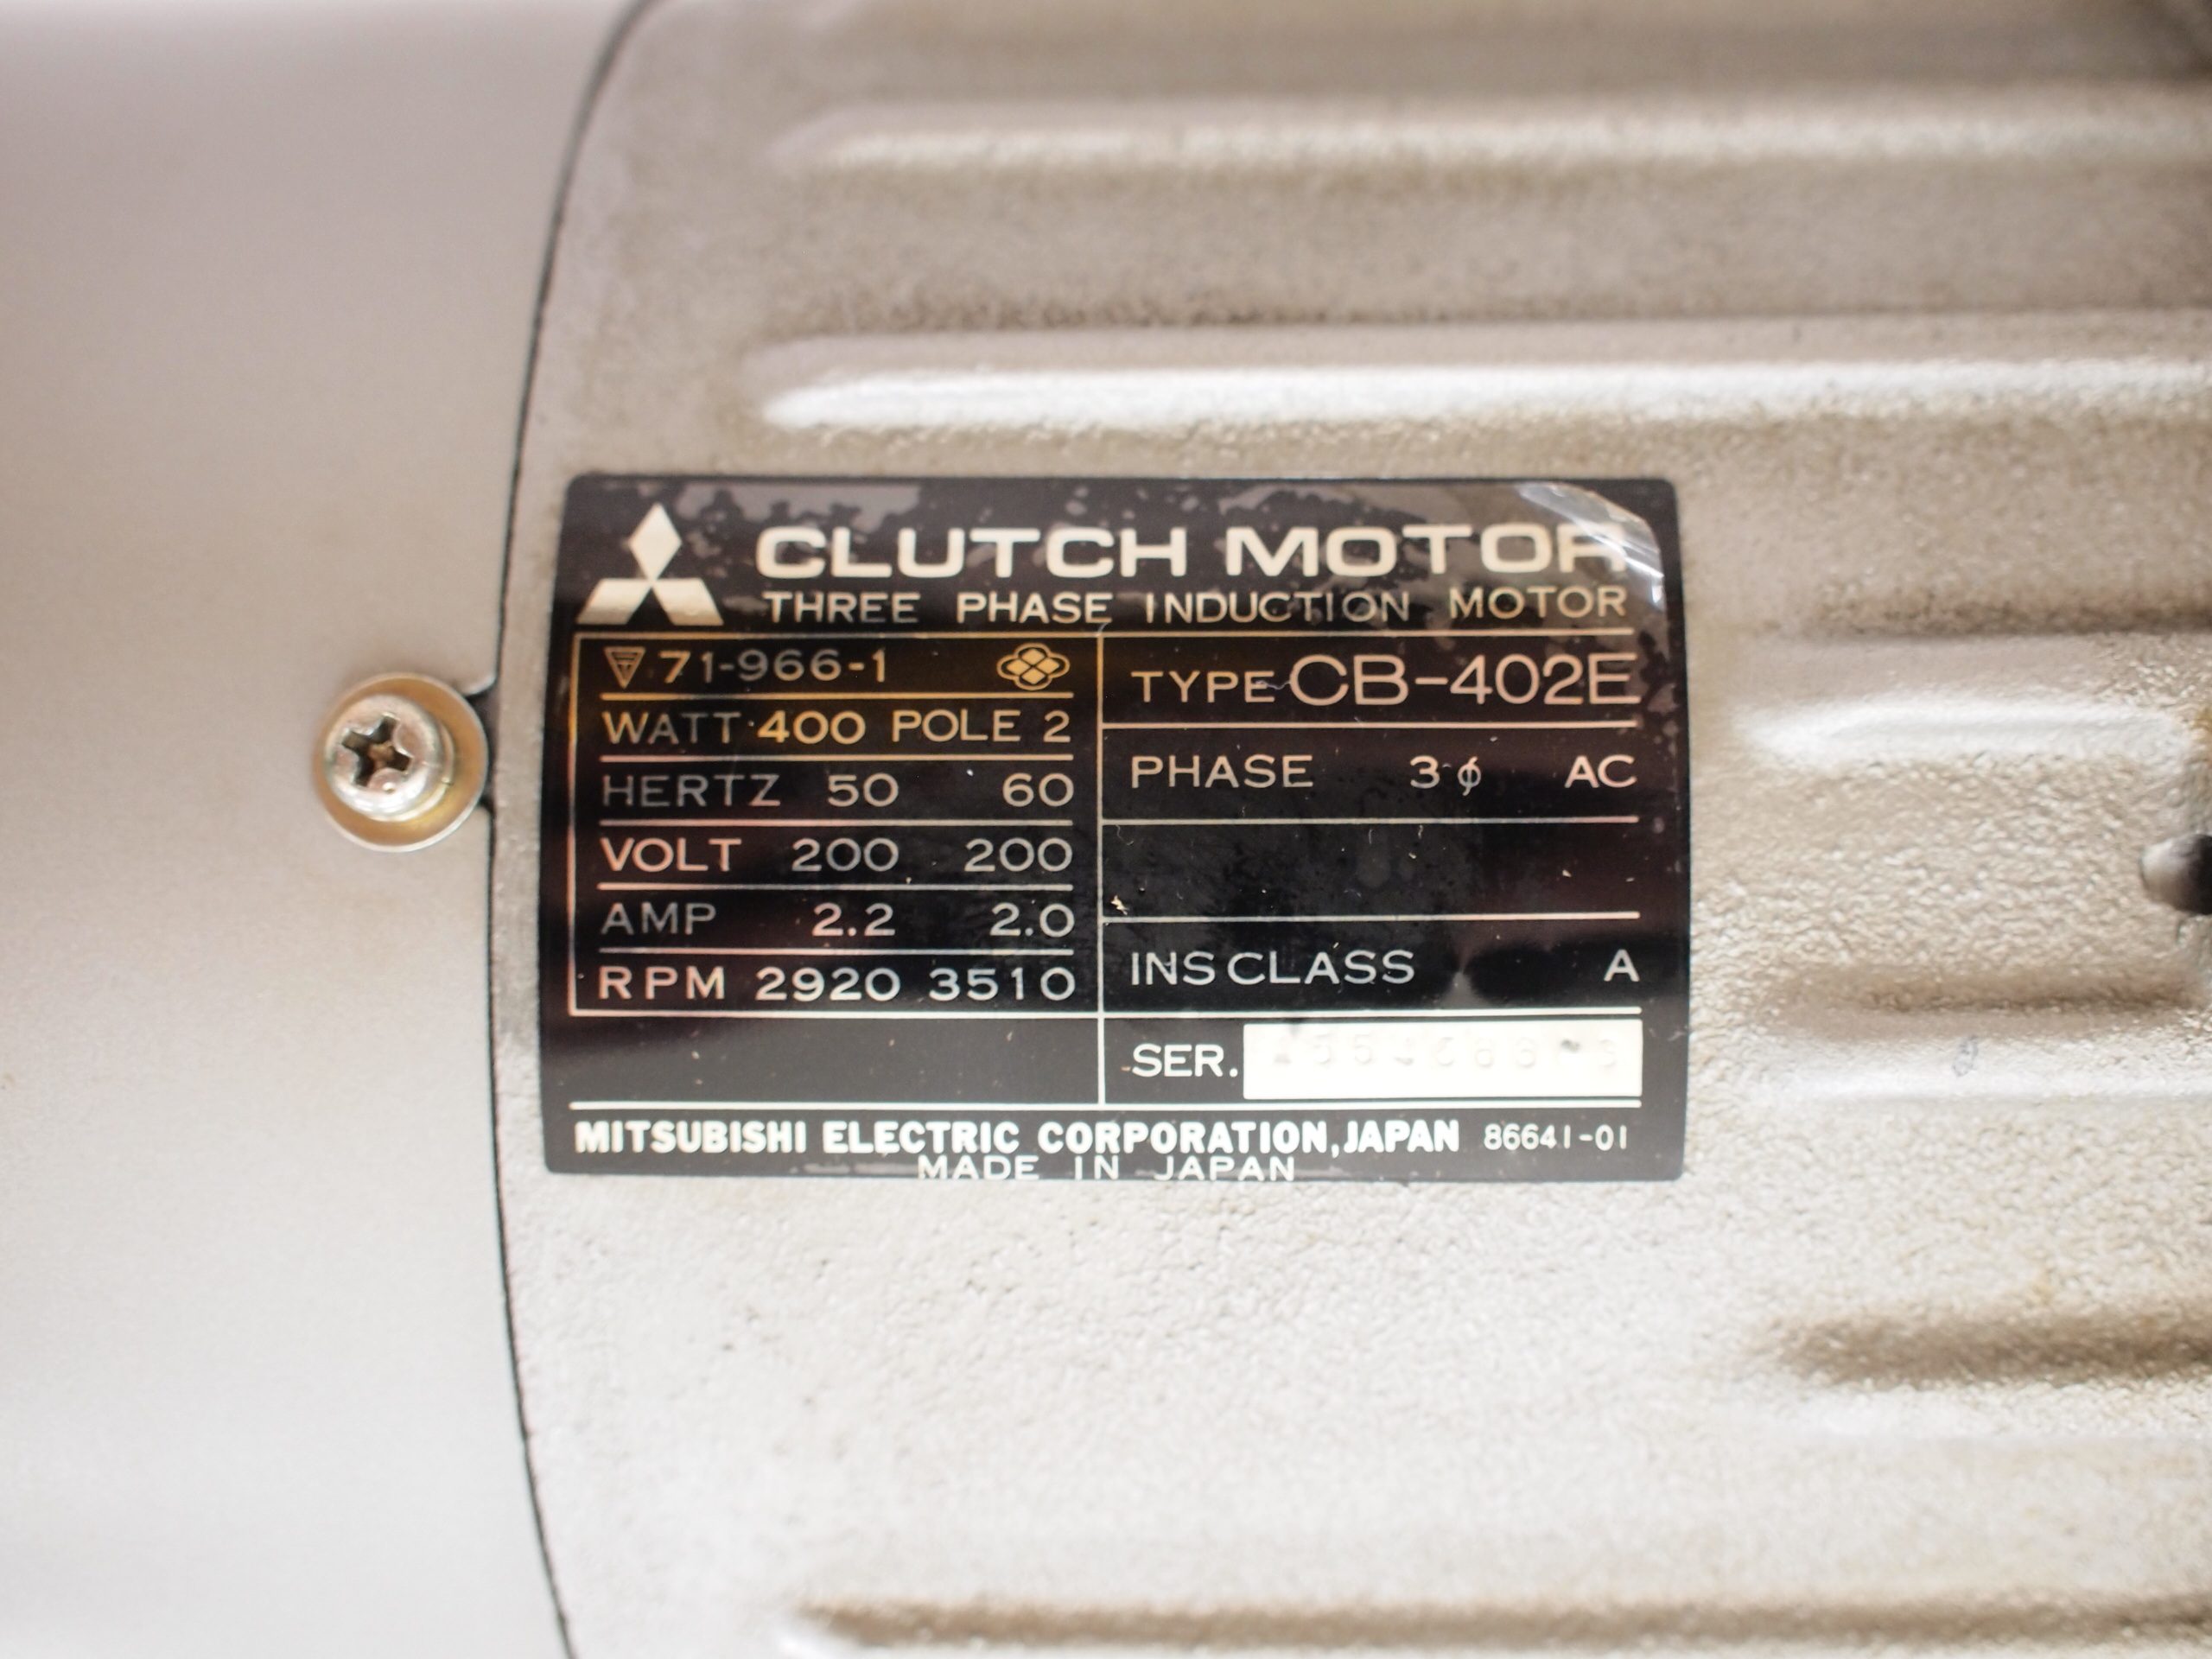 CLUTCH MOTOR
THREE PHASE INDUCTION MOTOR
71-966-1
WATT 400 POLE 2
HERTZ 50 60
VOLT 200 200
AMP 2.2 2.0
RPM 2920 3510
TYPE CB-402E
PHASE 3φ AC
INS CLASS A
SER.
MITSUBISHI ELECTRIC CORPORATION, JAPAN 86641-01
MADE IN JAPAN